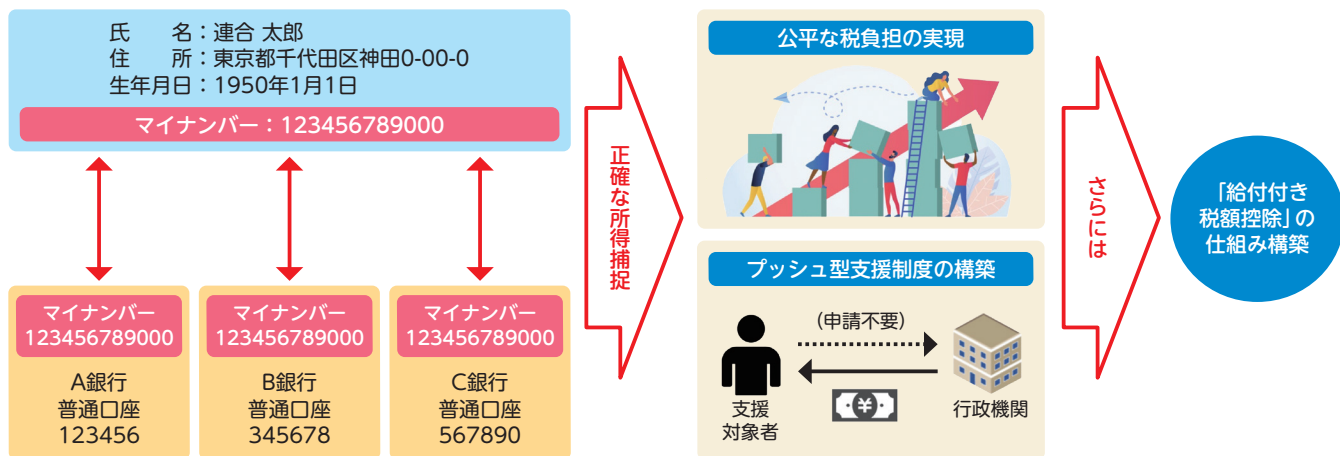 氏　　名：連合 太郎
住　　所：東京都千代田区神田0-00-0
生年月日：1950年1月1日
マイナンバー：123456789000
マイナンバー
123456789000
A銀行
普通口座
123456
マイナンバー
123456789000
B銀行
普通口座
345678
マイナンバー
123456789000
C銀行
普通口座
567890
正確な所得捕捉
公平な税負担の実現
プッシュ型支援制度の構築
(申請不要)
¥
支援
対象者
行政機関
さらには
「給付付き
税額控除」の
仕組み構築